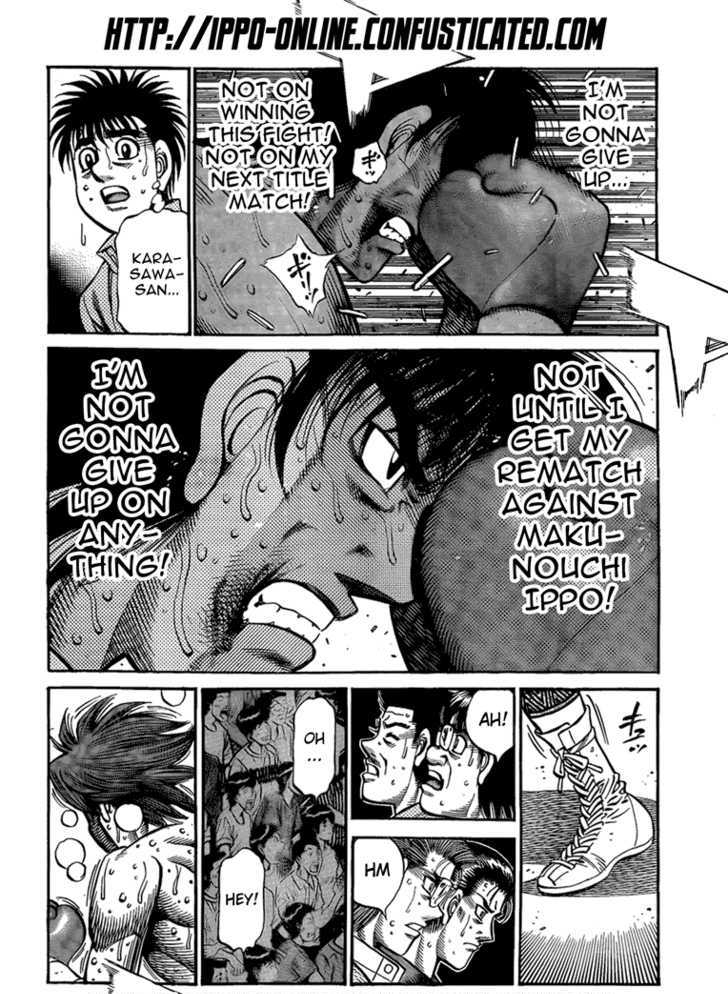 HTTP://IPPO-ONLINE.CONFUSTICATED.COM
I'M
NOT
GONNA
GIVE
UP...
NOT ON
WINNING
THIS FIGHT!
NOT ON MY
NEXT TITLE
MATCH!
KARA-
SAWA-
SAN...
NOT
UNTIL I
GET MY
REMATCH
AGAINST
MAKU-
NOUCHI
IPPO!
I'M
NOT
GONNA
GIVE
UP ON
ANY-
THING!
AH!
HM
OH
...
HEY!